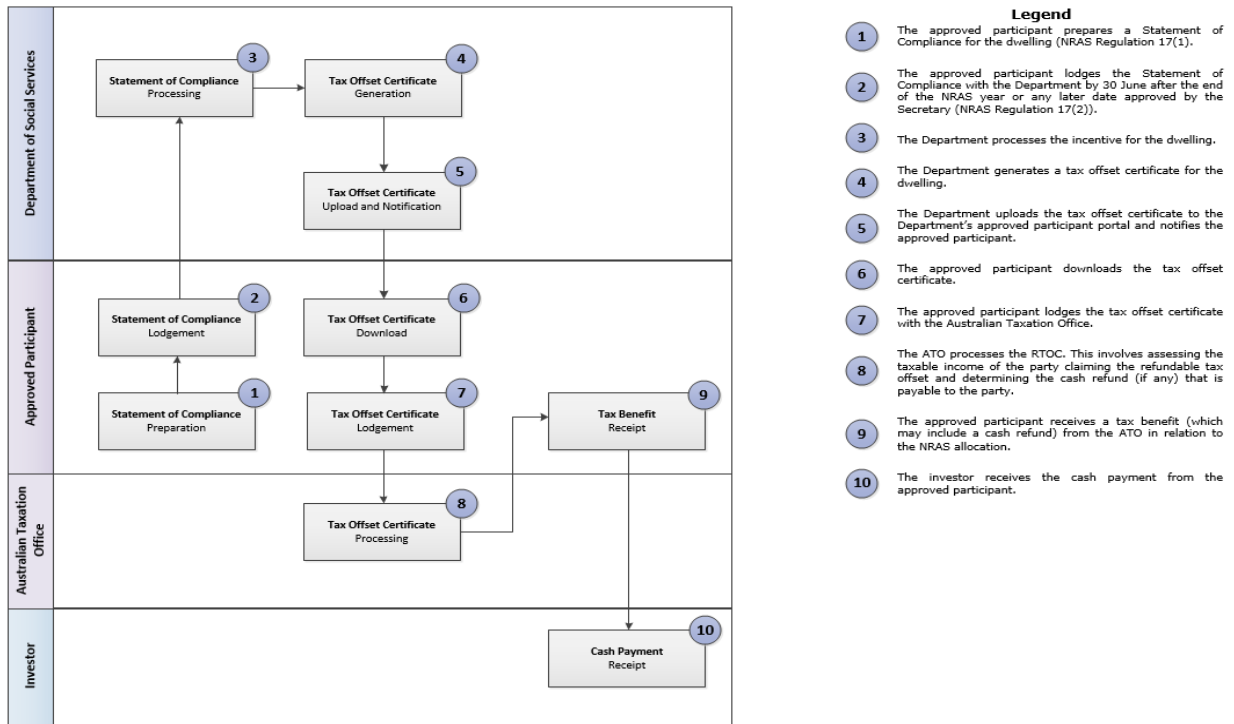 Department of Social Services
3
Statement of Compliance
Processing
4
Tax Offset Certificate
Generation
5
Tax Offset Certificate
Upload and Notification
Approved Participant
2
Statement of Compliance
Lodgement
1
Statement of Compliance
Preparation
6
Tax Offset Certificate
Download
7
Tax Offset Certificate
Lodgement
9
Tax Benefit
Receipt
Australian Taxation
Office
8
Tax Offset Certificate
Processing
Investor
10
Cash Payment
Receipt
Legend
1
The approved participant prepares a Statement of
Compliance for the dwelling (NRAS Regulation 17(1).
2
The approved participant lodges the Statement of
Compliance with the Department by 30 June after the end
of the NRAS year or any later date approved by the
Secretary (NRAS Regulation 17(2)).
3
The Department processes the incentive for the dwelling.
4
The Department generates a tax offset certificate for the
dwelling.
5
The Department uploads the tax offset certificate to the
Department's approved participant portal and notifies the
approved participant.
6
The approved participant downloads the tax offset
certificate.
7
The approved participant lodges the tax offset certificate
with the Australian Taxation Office.
8
The ATO processes the RTOC. This involves assessing the
taxable income of the party claiming the refundable tax
offset and determining the cash refund (if any) that is
payable to the party.
9
The approved participant receives a tax benefit (which
may include a cash refund) from the ATO in relation to
the NRAS allocation.
10
The investor receives the cash payment from the
approved participant.